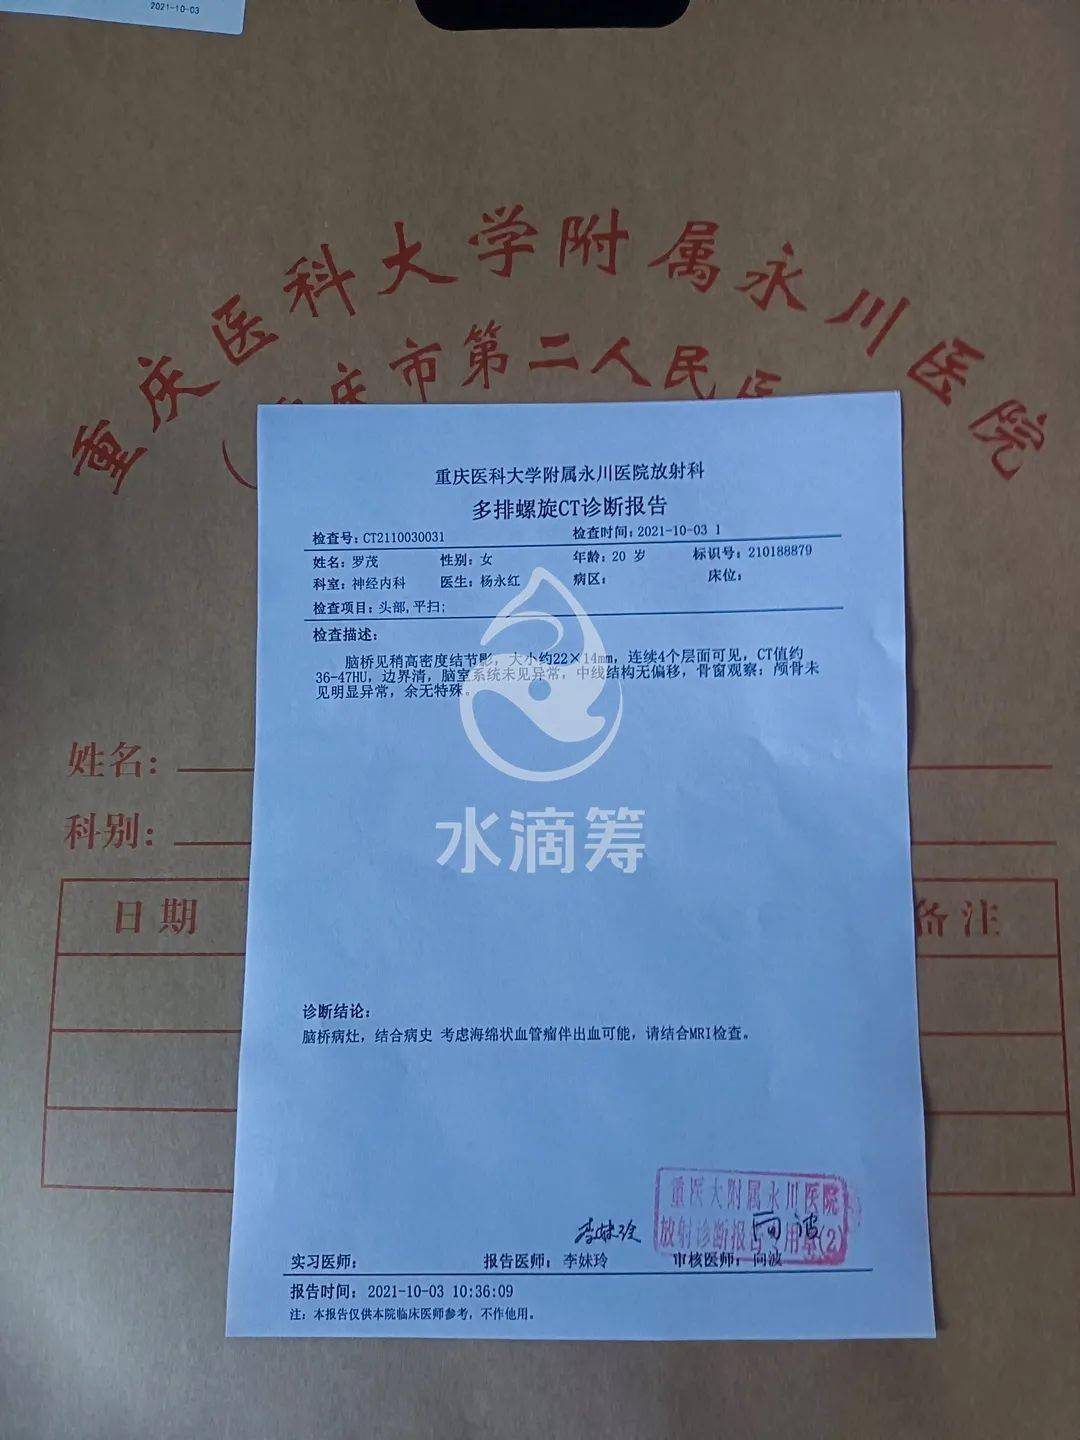 2021-10-03
重庆医科大学附属永川医院
庆市第二人民医
重庆医科大学附属永川医院放射科
多排螺旋CT诊断报告
检查号：CT2110030031 检查时间：2021-10-03 1
姓名：罗茂 性别：女 年龄：20 岁 标识号：210188879
科室：神经内科 医生：杨永红 病区： 床位：
检查项目：头部,平扫;
检查描述：
脑桥见稍高密度结节影，大小约22×14mm，连续4个层面可见，CT值约
36-47HU，边界清，脑室系统未见异常，中线结构无偏移，骨窗观察：颅骨未
见明显异常，余无特殊。
水滴筹
姓名：
科别：
日期 备注
诊断结论：
脑桥病灶，结合病史 考虑海绵状血管瘤伴出血可能，请结合MRI检查。
重医大附属永川医院
放射诊断报告专用章(2)
李妹玲 向波
实习医师： 报告医师：李妹玲 审核医师：向波
报告时间：2021-10-03 10:36:09
注：本报告仅供本院临床医师参考，不作他用。